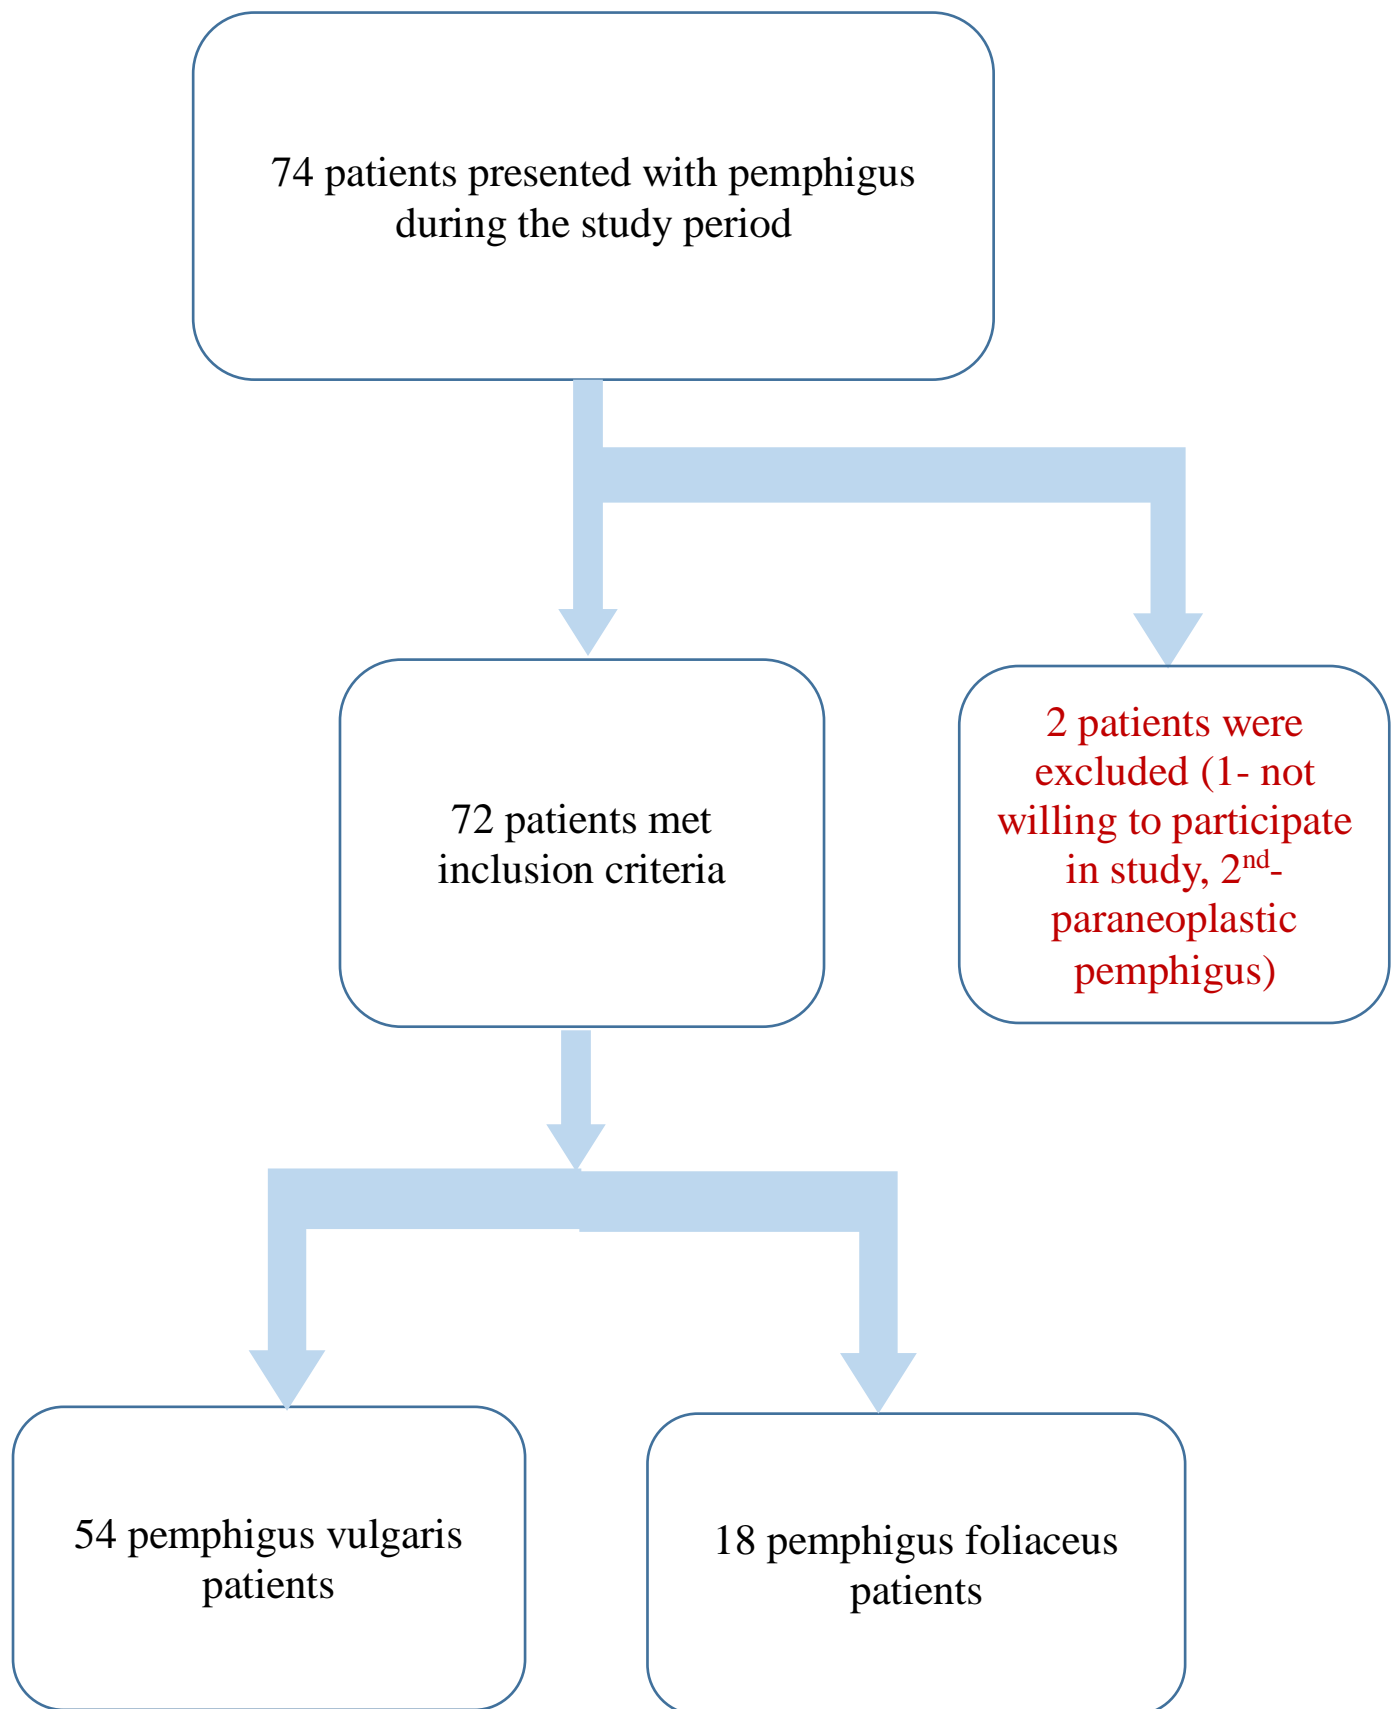 74 patients presented with pemphigus
during the study period
72 patients met
inclusion criteria
2 patients were
excluded (1- not
willing to participate
in study, 2nd-
paraneoplastic
pemphigus)
54 pemphigus vulgaris
patients
18 pemphigus foliaceus
patients